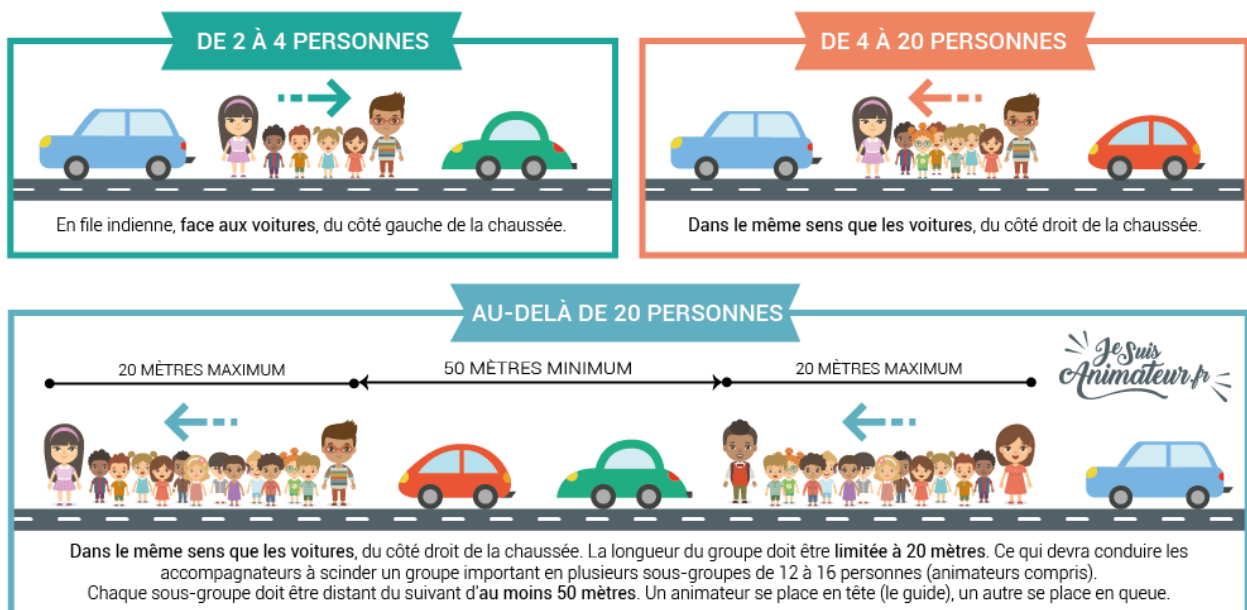 DE 2 À 4 PERSONNES
En file indienne, face aux voitures, du côté gauche de la chaussée.
DE 4 À 20 PERSONNES
Dans le même sens que les voitures, du côté droit de la chaussée.
AU-DELÀ DE 20 PERSONNES
Je Suis
Animateur.fr
20 MÈTRES MAXIMUM
50 MÈTRES MINIMUM
20 MÈTRES MAXIMUM
Dans le même sens que les voitures, du côté droit de la chaussée. La longueur du groupe doit être limitée à 20 mètres. Ce qui devra conduire les
accompagnateurs à scinder un groupe important en plusieurs sous-groupes de 12 à 16 personnes (animateurs compris).
Chaque sous-groupe doit être distant du suivant d'au moins 50 mètres. Un animateur se place en tête (le guide), un autre se place en queue.